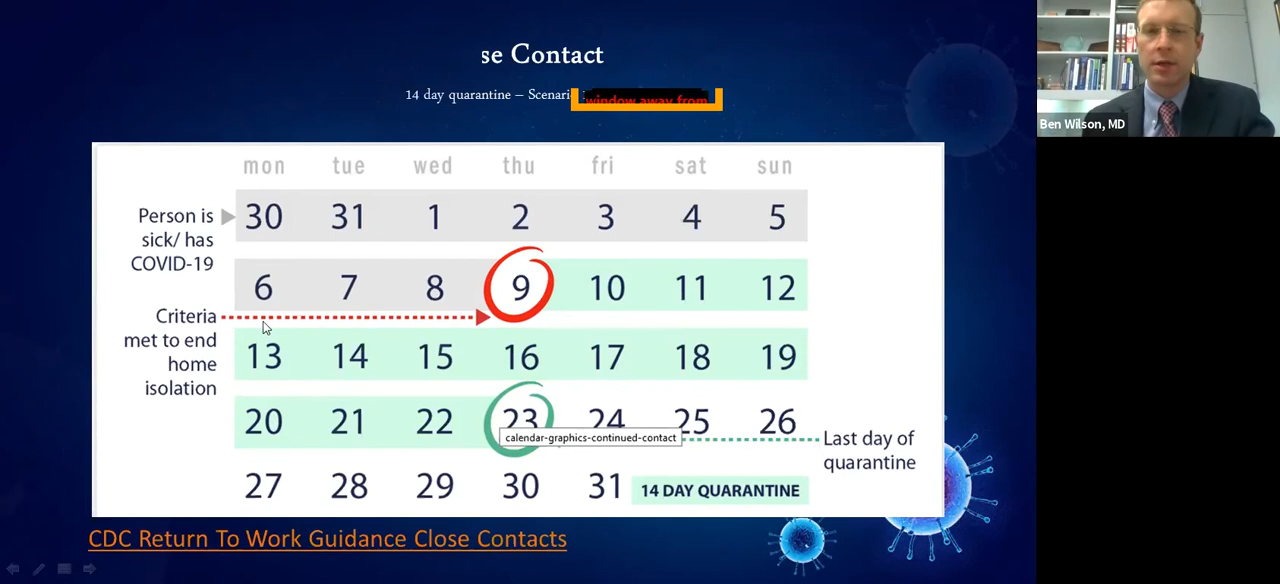 se Contact
14 day quarantine – Scenari
window away from
Ben Wilson, MD
mon tue wed thu fri sat sun
Person is
sick/ has
COVID-19
30 31 1 2 3 4 5
6 7 8 9 10 11 12
Criteria
met to end
home
isolation
13 14 15 16 17 18 19
20 21 22 23 24 25 26
calendar-graphics-continued-contact
Last day of
quarantine
27 28 29 30 31
14 DAY QUARANTINE
CDC Return To Work Guidance Close Contacts